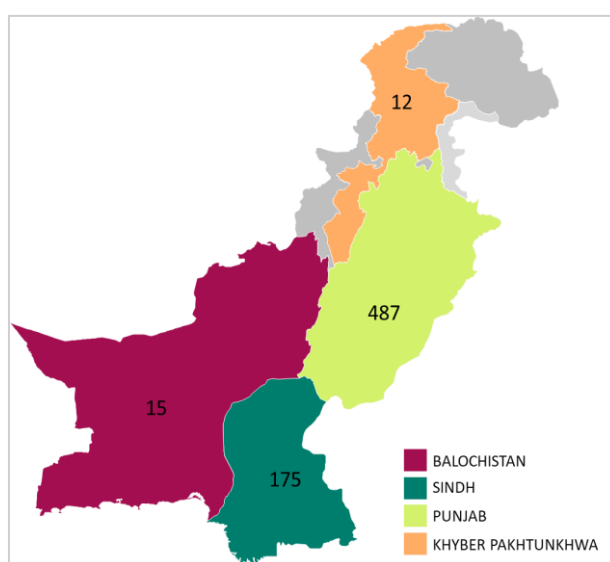 12
487
15
175
BALOCHISTAN
SINDH
PUNJAB
KHYBER PAKHTUNKHWA